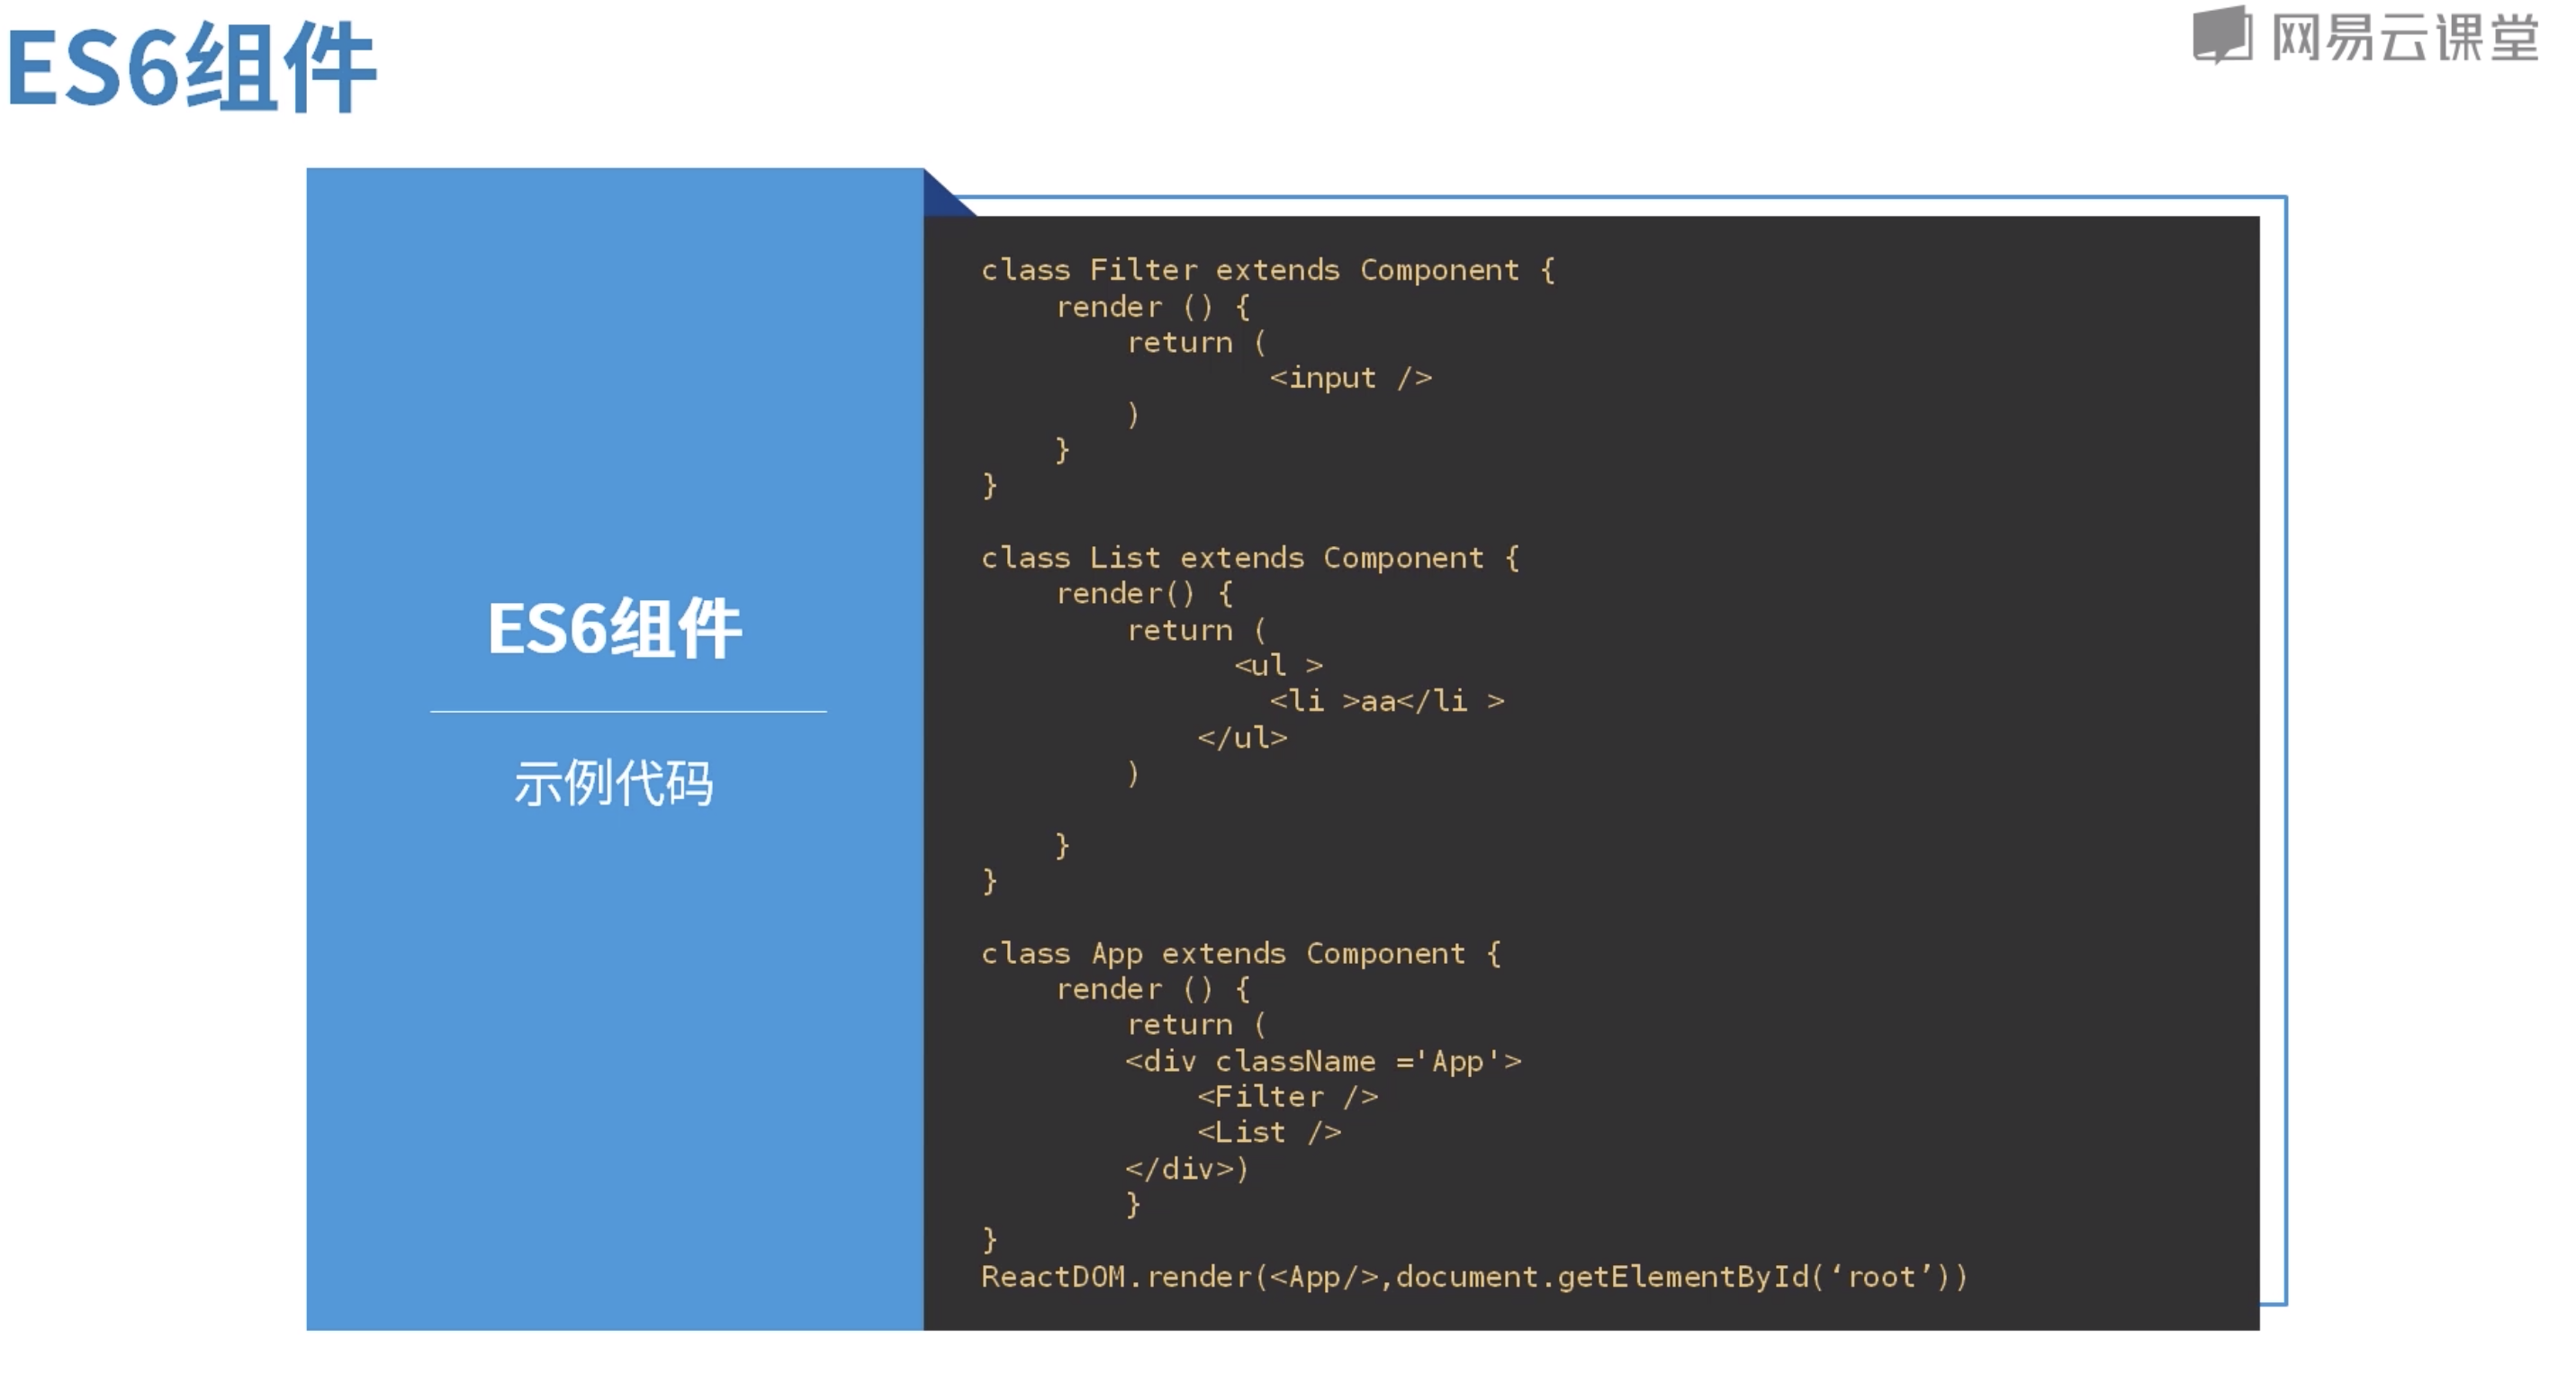 ES6组件
网易云课堂
ES6组件
示例代码
class Filter extends Component {
render () {
return (
<input />
)
}
}
class List extends Component {
render() {
return (
<ul >
<li >aa</li >
</ul>
)
}
}
class App extends Component {
render () {
return (
<div className ='App'>
<Filter />
<List />
</div>)
}
}
ReactDOM.render(<App/>,document.getElementById(‘root’))